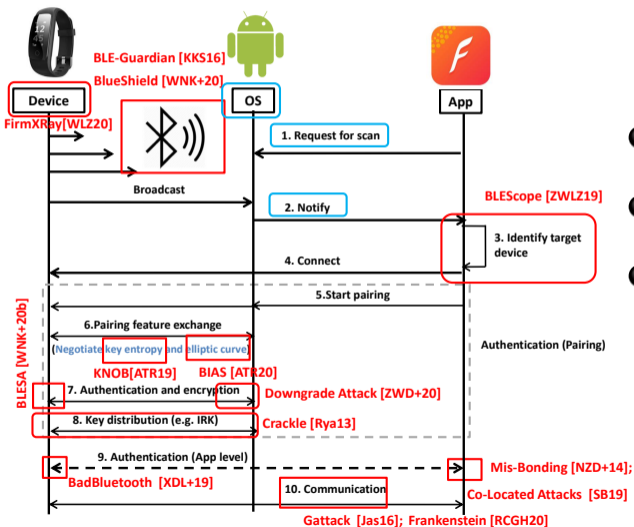 BLE-Guardian [KKS16]
BlueShield [WNK+20]
Device
OS
App
FirmXRay[WLZ20]
1. Request for scan
Broadcast
BLEScope [ZWLZ19]
2. Notify
3. Identify target
device
4. Connect
5.Start pairing
6.Pairing feature exchange
(Negotiate key entropy and elliptic curve)
Authentication (Pairing)
KNOB[ATR19]
BIAS [ATR20]
BLESA [WNK+20b]
7. Authentication and encryption
Downgrade Attack [ZWD+20]
8. Key distribution (e.g. IRK)
Crackle [Rya13]
9. Authentication (App level)
Mis-Bonding [NZD+14];
BadBluetooth [XDL+19]
10. Communication
Co-Located Attacks [SB19]
Gattack [Jas16]; Frankenstein [RCGH20]